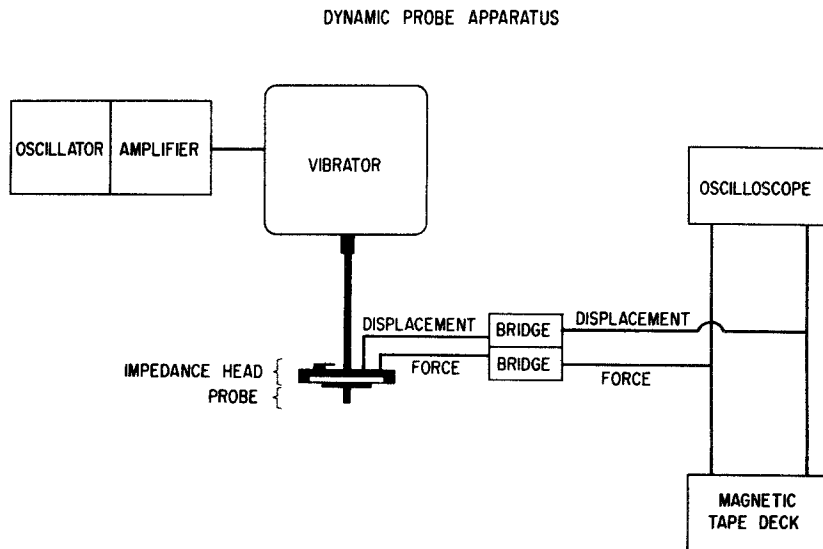 DYNAMIC PROBE APPARATUS
OSCILLATOR
AMPLIFIER
VIBRATOR
OSCILLOSCOPE
DISPLACEMENT
BRIDGE
DISPLACEMENT
FORCE
BRIDGE
FORCE
IMPEDANCE HEAD
PROBE
MAGNETIC
TAPE DECK